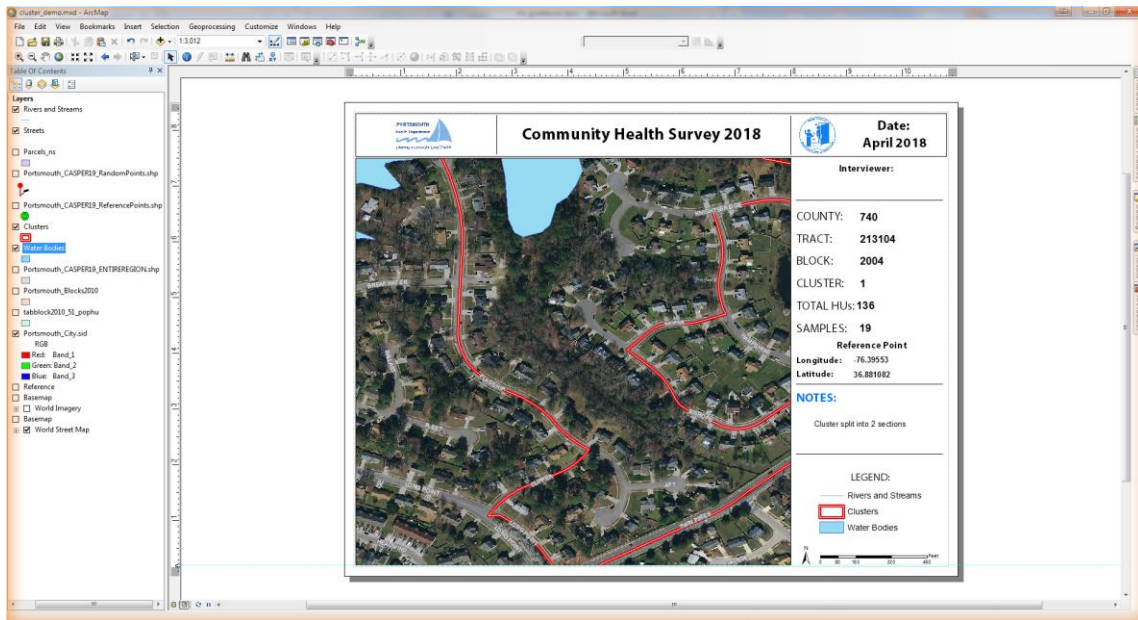 cluster_demo.mxd - ArcMap
File Edit View Bookmarks Insert Selection Geoprocessing Customize Windows Help
1:3,012
Table Of Contents
Layers
Rivers and Streams
Streets
Parcels_ns
Portsmouth_CASPER19_RandomPoints.shp
Portsmouth_CASPER19_ReferencePoints.shp
Clusters
Water Bodies
Portsmouth_CASPER19_ENTIREREGION.shp
Portsmouth_Blocks2010
tabblock2010_51_pophu
Portsmouth_City.sid
RGB
Red: Band_1
Green: Band_2
Blue: Band_3
Reference
Basemap
World Imagery
Basemap
World Street Map
PORTSMOUTH
Health Department
Community Health Survey 2018
Date:
April 2018
Interviewer:
COUNTY: 740
TRACT: 213104
BLOCK: 2004
CLUSTER: 1
TOTAL HUs: 136
SAMPLES: 19
Reference Point
Longitude: -76.39553
Latitude: 36.881082
NOTES:
Cluster split into 2 sections
LEGEND:
Rivers and Streams
Clusters
Water Bodies
N
Feet